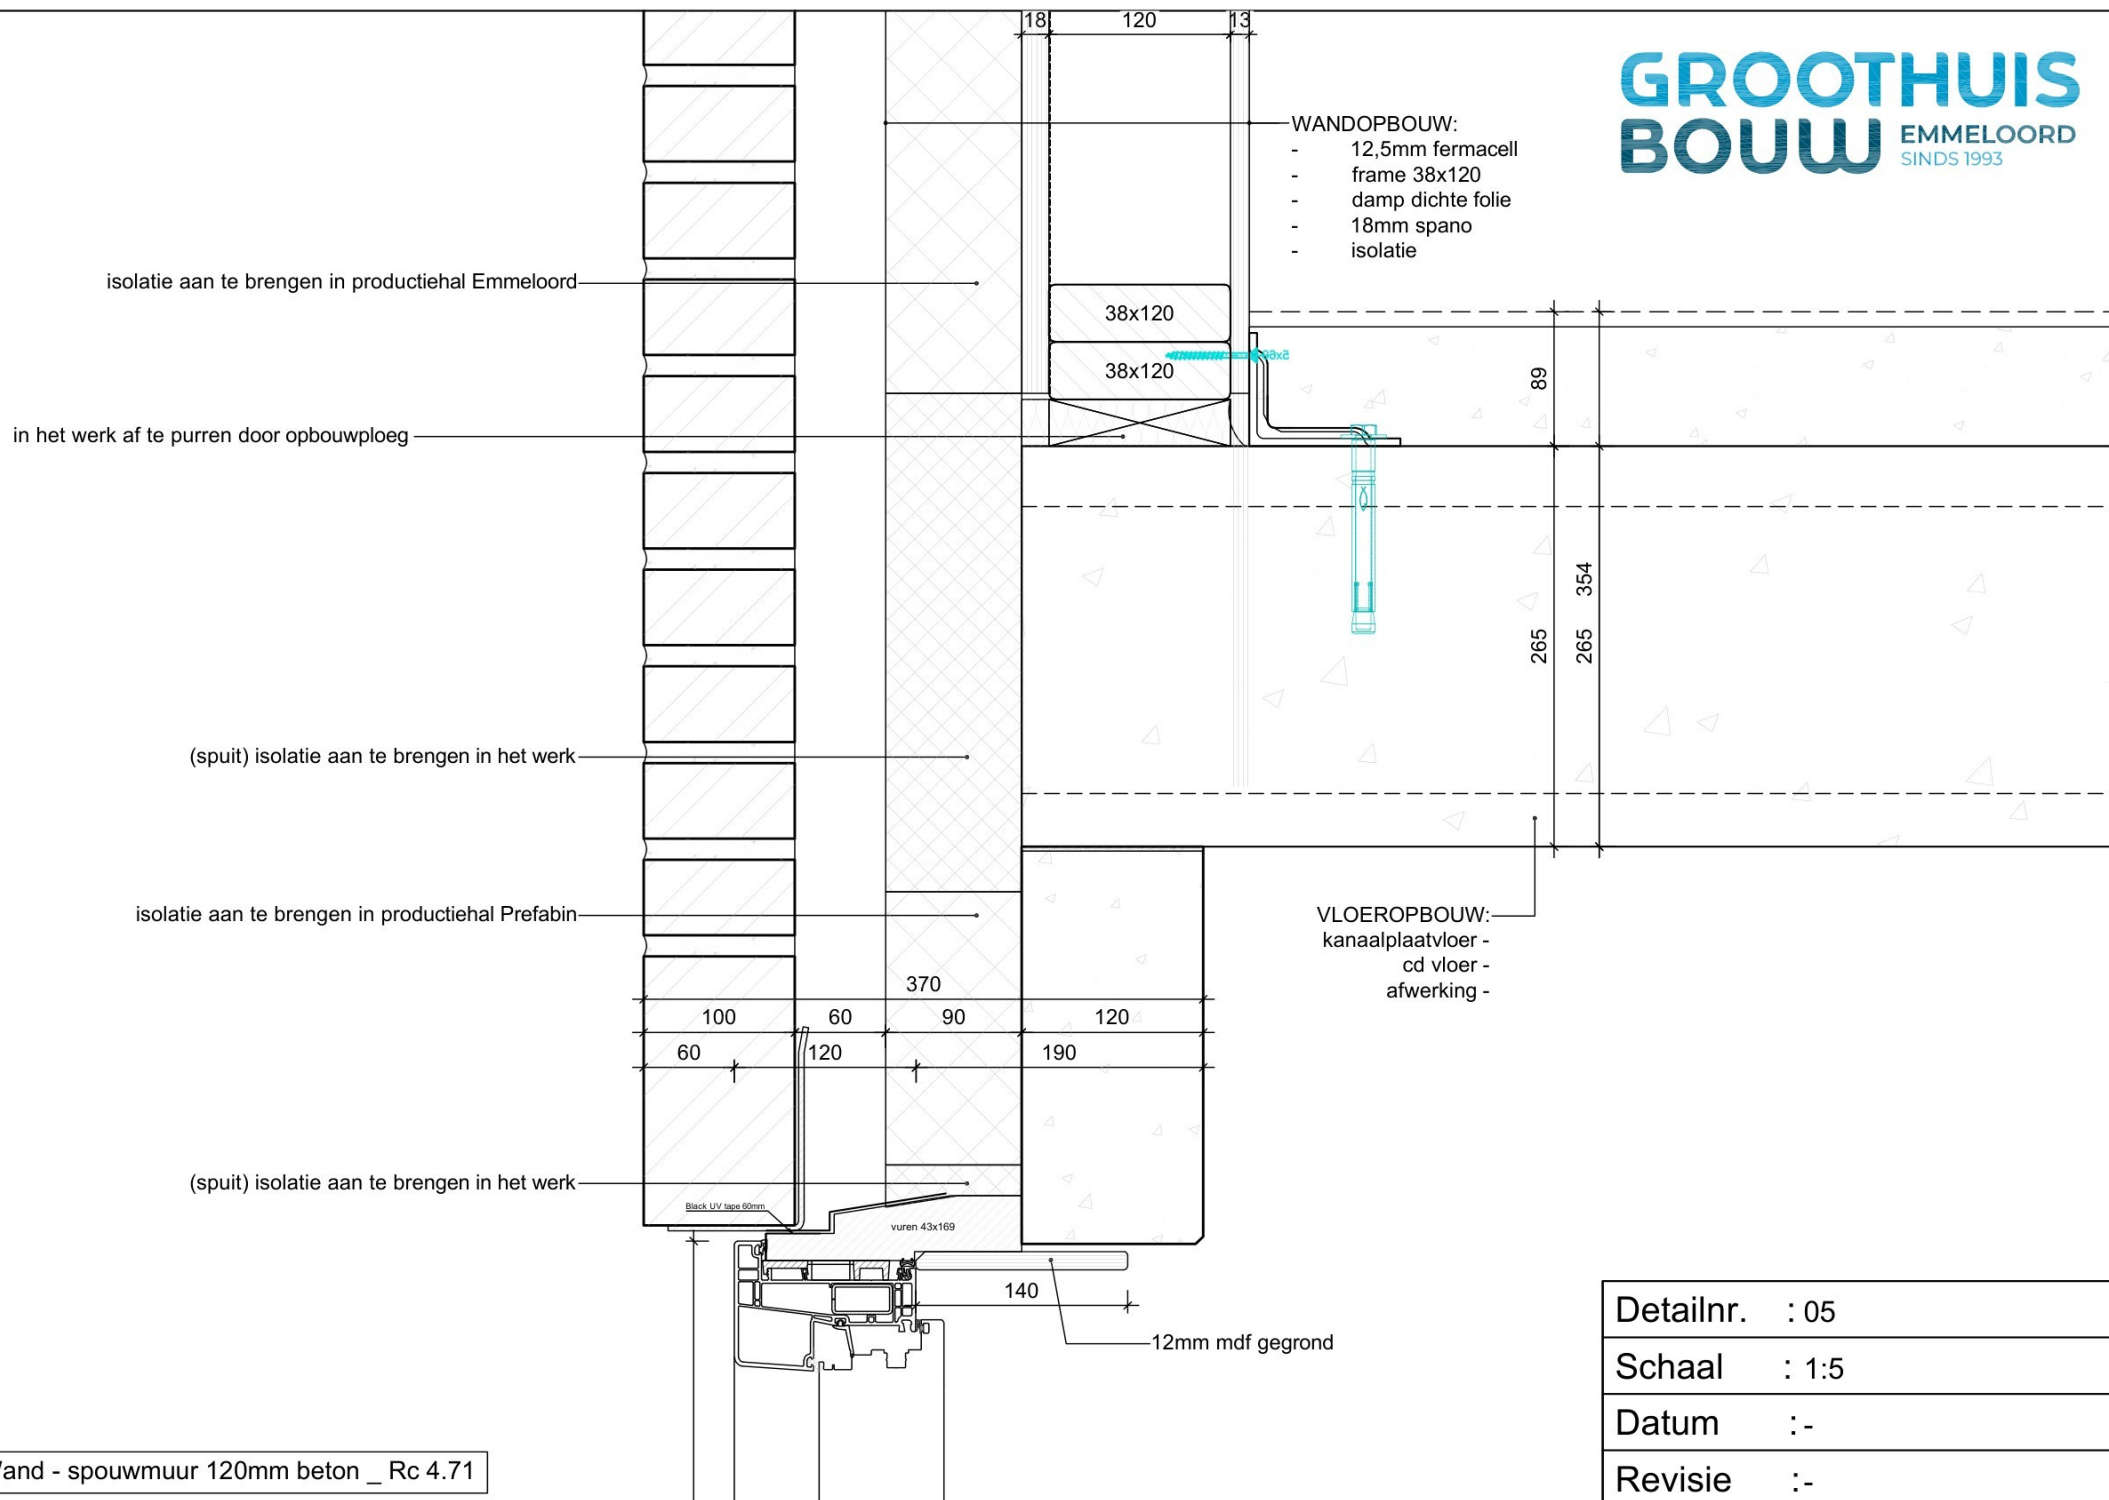 18 120 13
GROOTHUIS
BOUW EMMELOORD
SINDS 1993
WANDOPBOUW:
- 12,5mm fermacell
- frame 38x120
- damp dichte folie
- 18mm spano
- isolatie
isolatie aan te brengen in productiehal Emmeloord
38x120
5x60
38x120
89
in het werk af te purren door opbouwploeg
354
265 265
(spuit) isolatie aan te brengen in het werk
isolatie aan te brengen in productiehal Prefabin
VLOEROPBOUW:
kanaalplaatvloer -
cd vloer -
afwerking -
370
100 60 90 120
60 120 190
(spuit) isolatie aan te brengen in het werk
Black UV tape 60mm
vuren 43x169
140
12mm mdf gegrond
Detailnr. : 05
Schaal : 1:5
Datum :-
Revisie :-
- spouwmuur 120mm beton _ Rc 4.71